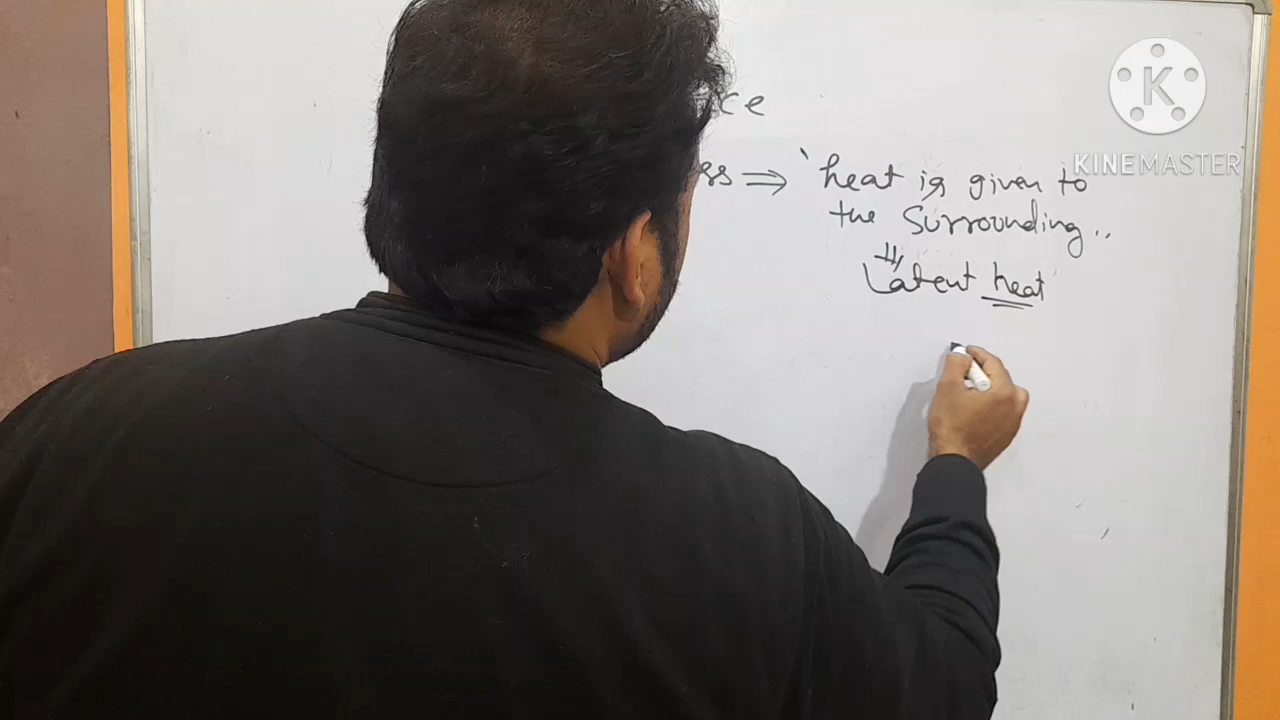 ce
ss ⇒ 'heat is given to
the Surrounding..
Latent heat
K
KINEMASTER